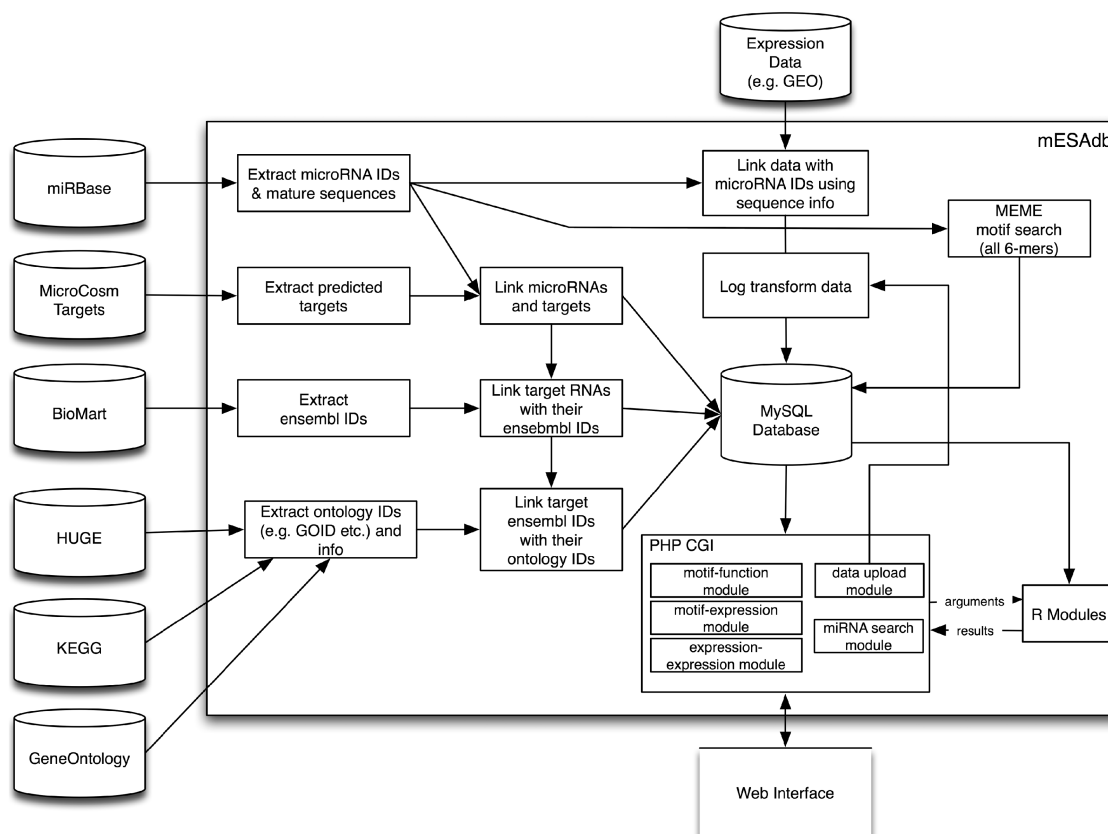 Expression
Data
(e.g. GEO)
mESAdb
miRBase
Extract microRNA IDs
& mature sequences
Link data with
microRNA IDs using
sequence info
MEME
motif search
(all 6-mers)
MicroCosm
Targets
Extract predicted
targets
Link microRNAs
and targets
Log transform data
BioMart
Extract
ensembl IDs
Link target RNAs
with their
ensebmbl IDs
MySQL
Database
HUGE
Extract ontology IDs
(e.g. GOID etc.) and
info
Link target
ensembl IDs
with their
ontology IDs
PHP CGI
motif-function
module
data upload
module
motif-expression
module
miRNA search
module
expression-
expression module
arguments
results
R Modules
KEGG
GeneOntology
Web Interface